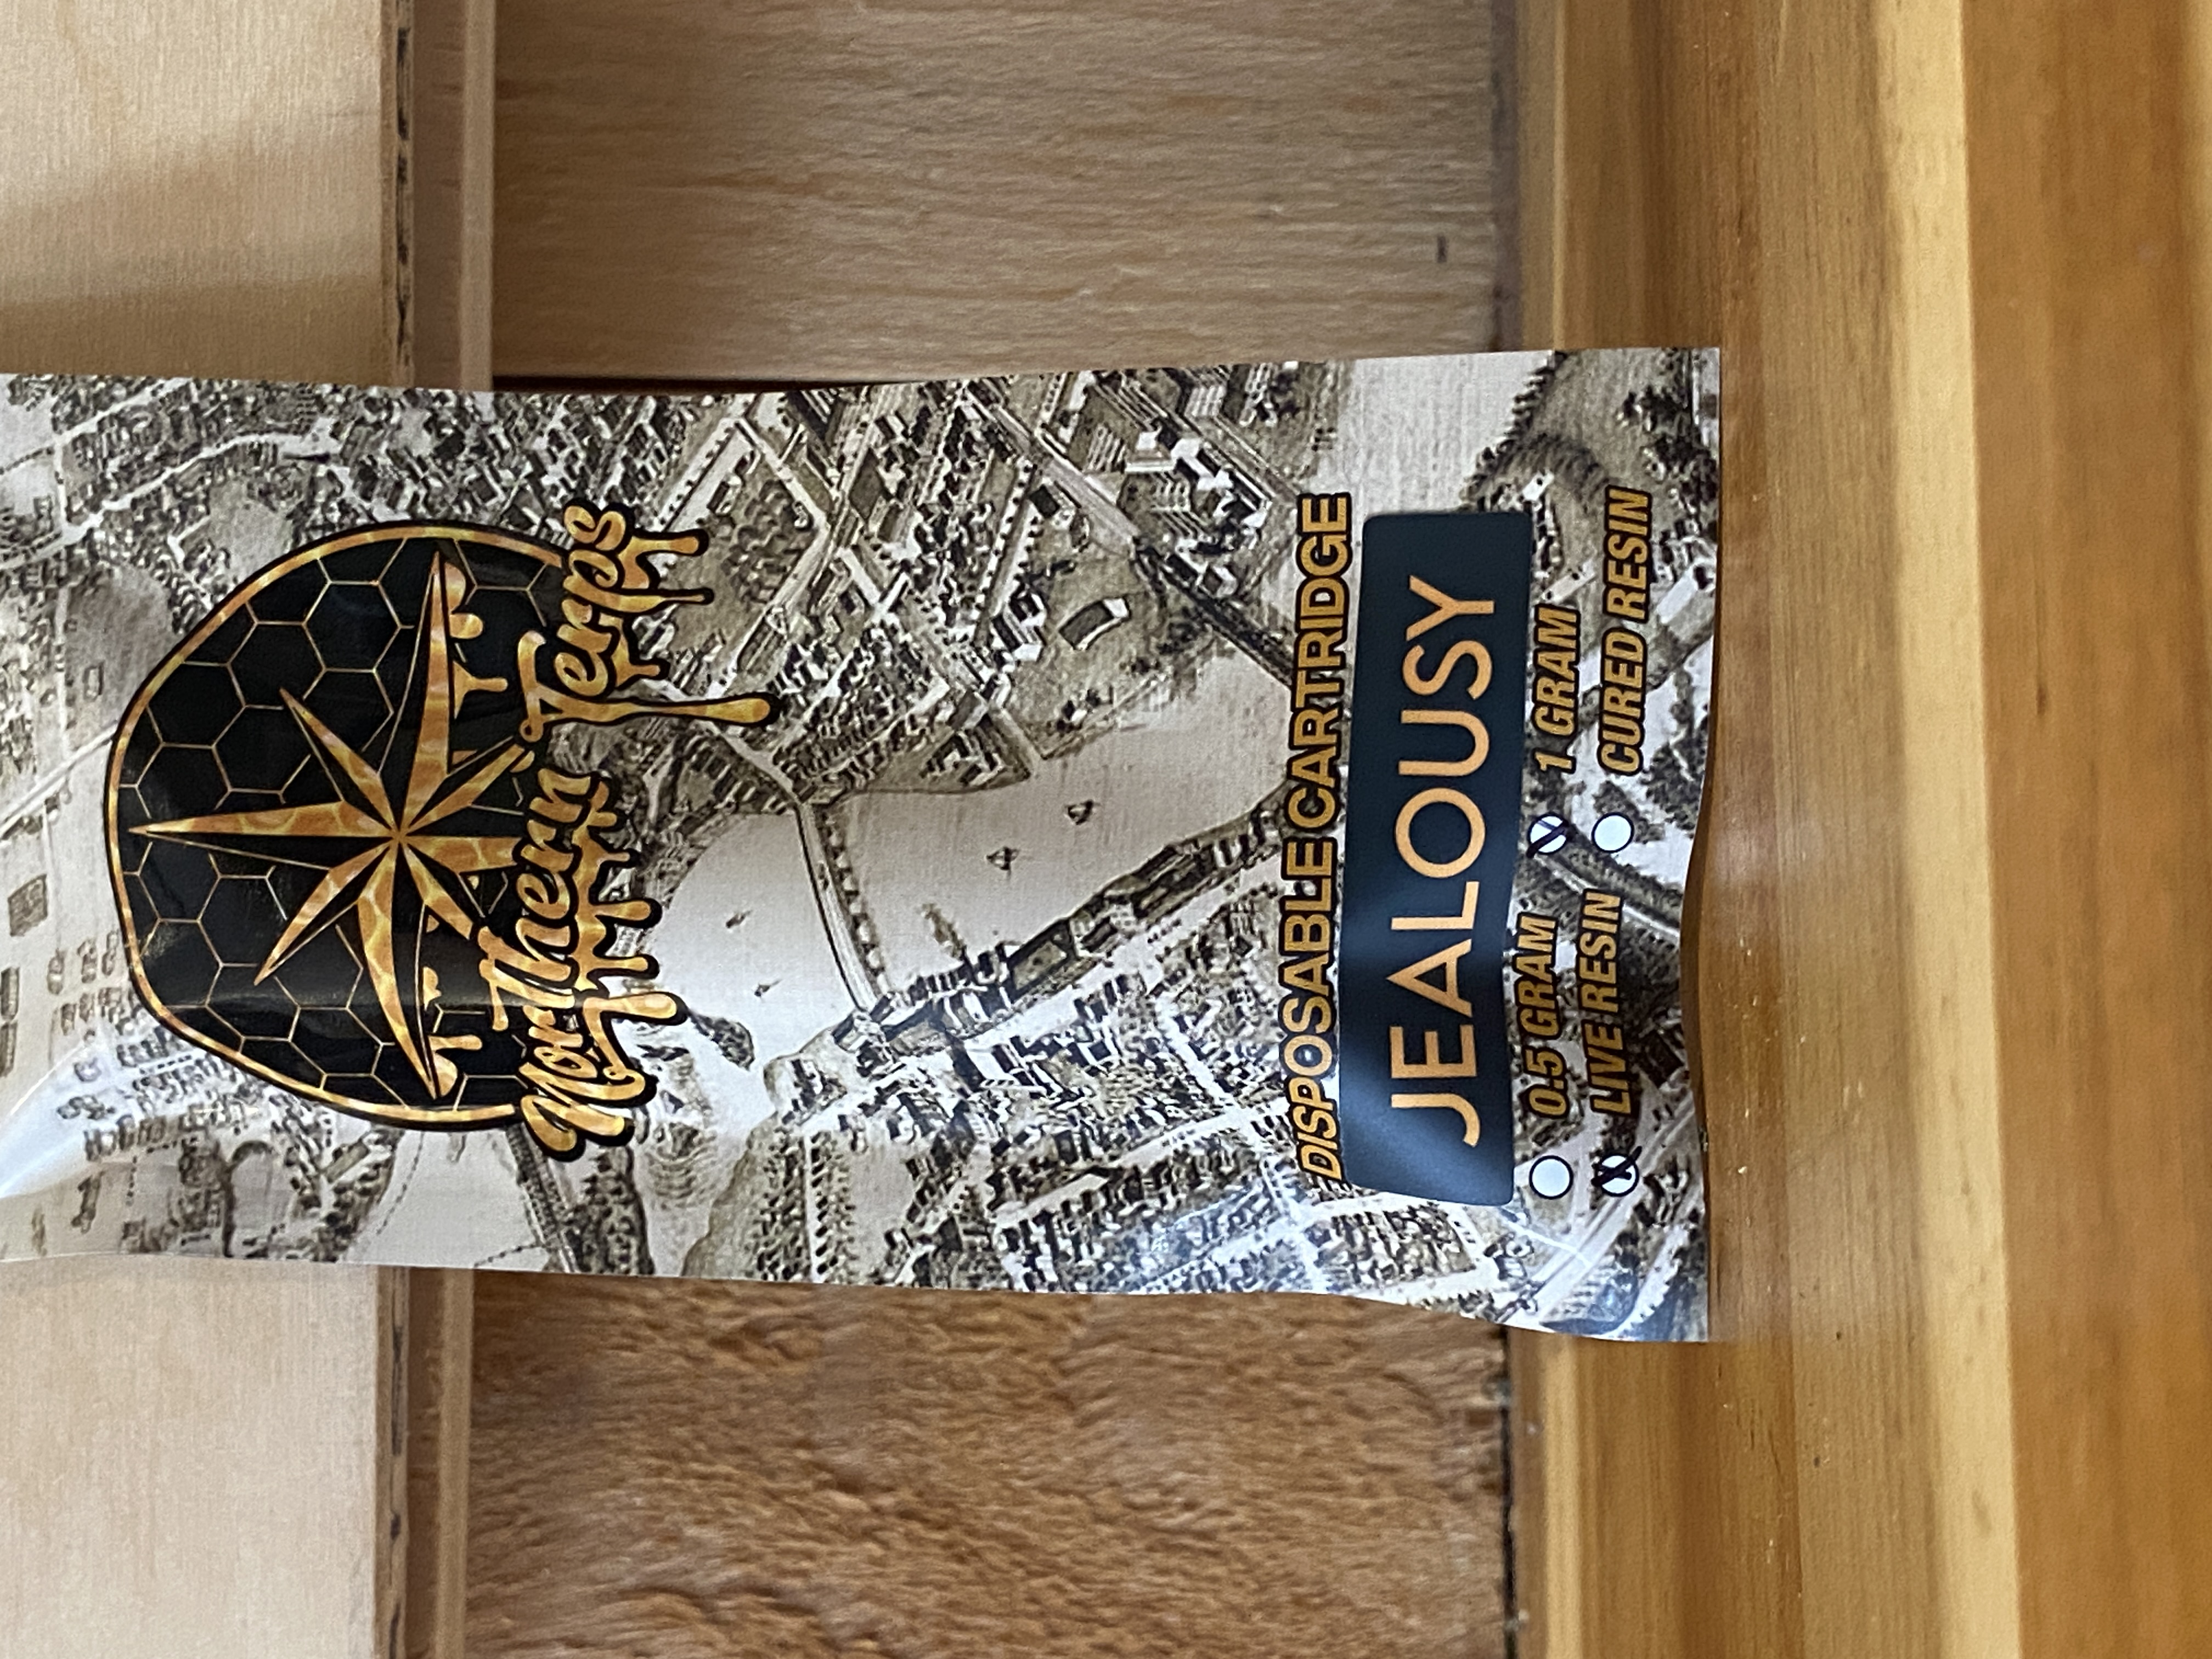 Northern Terps
DISPOSABLE CARTRIDGE
JEALOUSY
0.5 GRAM 1 GRAM
LIVE RESIN CURED RESIN